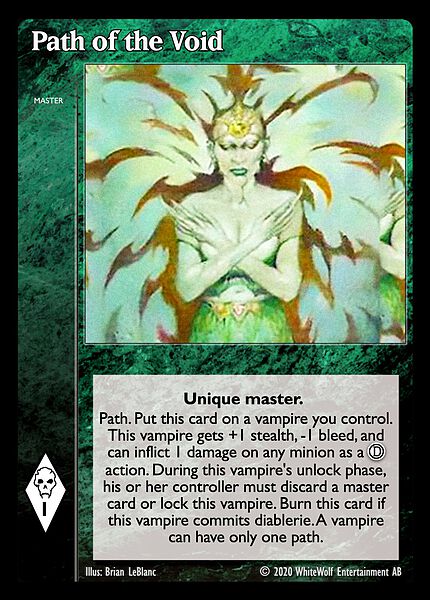 Path of the Void
MASTER
Unique master.
Path. Put this card on a vampire you control.
This vampire gets +1 stealth, -1 bleed, and
can inflict 1 damage on any minion as a Ⓓ
action. During this vampire's unlock phase,
his or her controller must discard a master
card or lock this vampire. Burn this card if
this vampire commits diablerie. A vampire
can have only one path.
1
Illus: Brian LeBlanc © 2020 WhiteWolf Entertainment AB